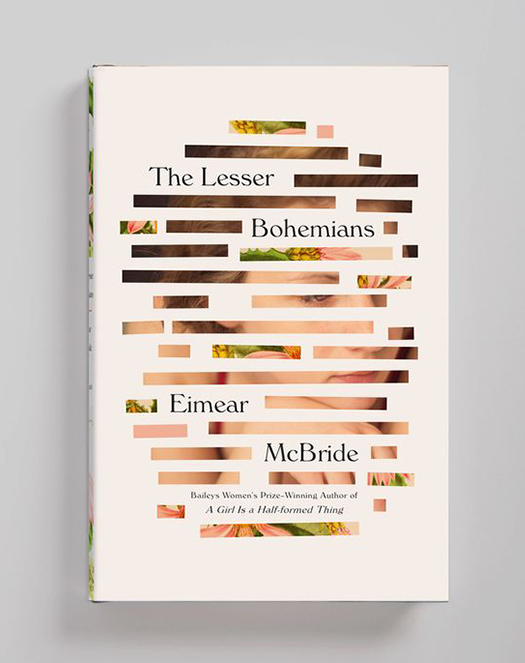 The Lesser
Bohemians
Eimear
McBride
Baileys Women's Prize–Winning Author of
A Girl Is a Half-formed Thing